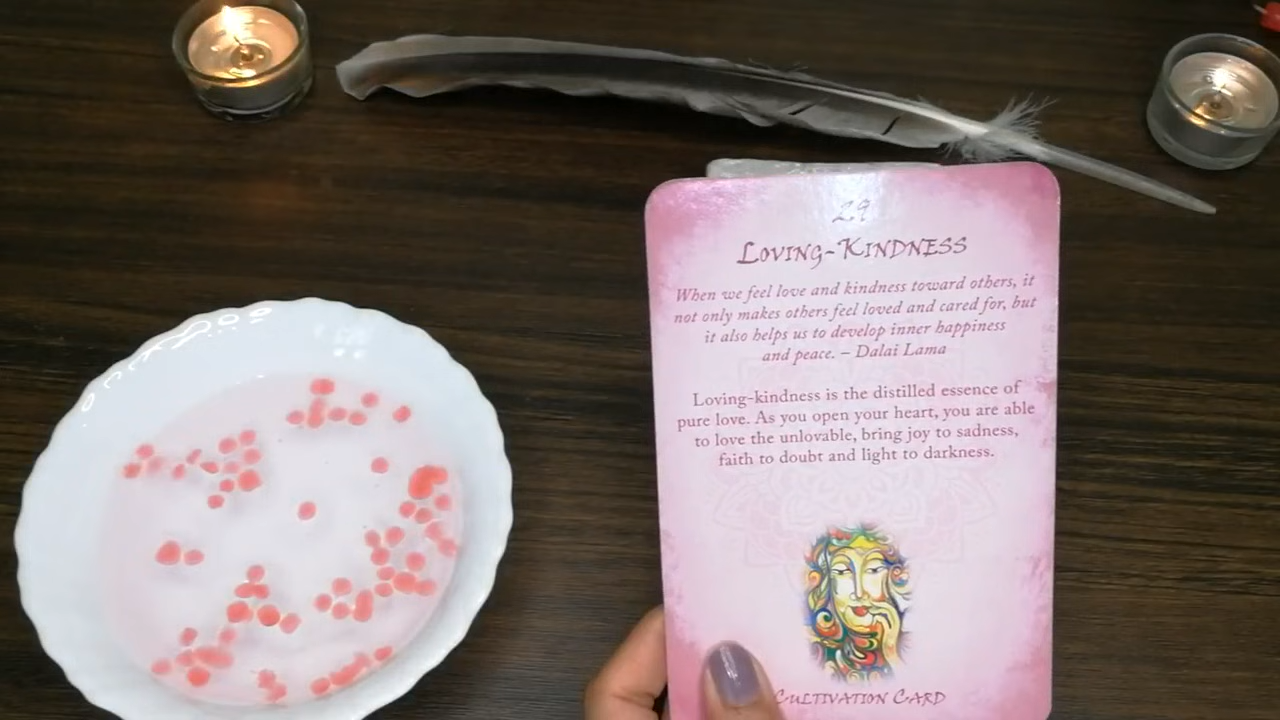 29
LOVING-KINDNESS
When we feel love and kindness toward others, it
not only makes others feel loved and cared for, but
it also helps us to develop inner happiness
and peace. – Dalai Lama
Loving-kindness is the distilled essence of
pure love. As you open your heart, you are able
to love the unlovable, bring joy to sadness,
faith to doubt and light to darkness.
CULTIVATION CARD